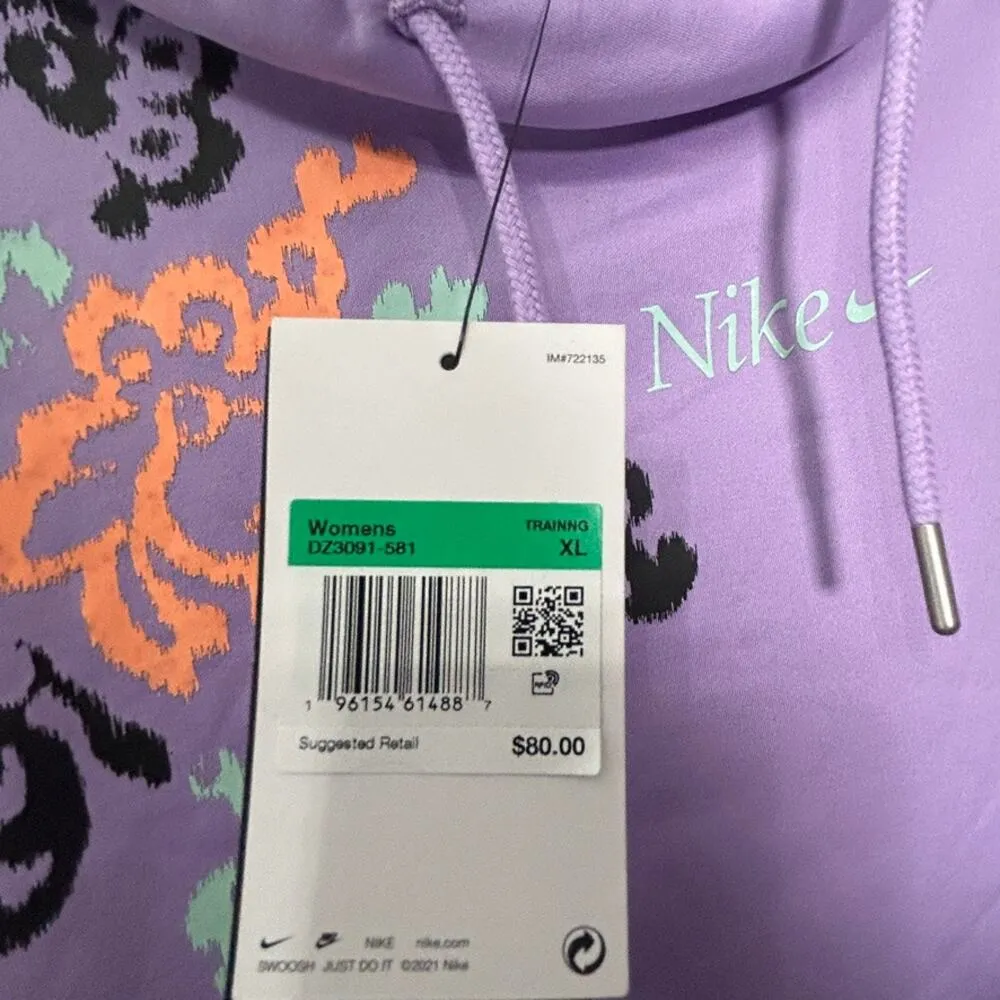 Nike
IM#722135
Womens TRAINNG
DZ3091-581 XL
RFID
1 96154 61488 7
Suggested Retail $80.00
NIKE nike.com
SWOOSH JUST DO IT ©2021 Nike